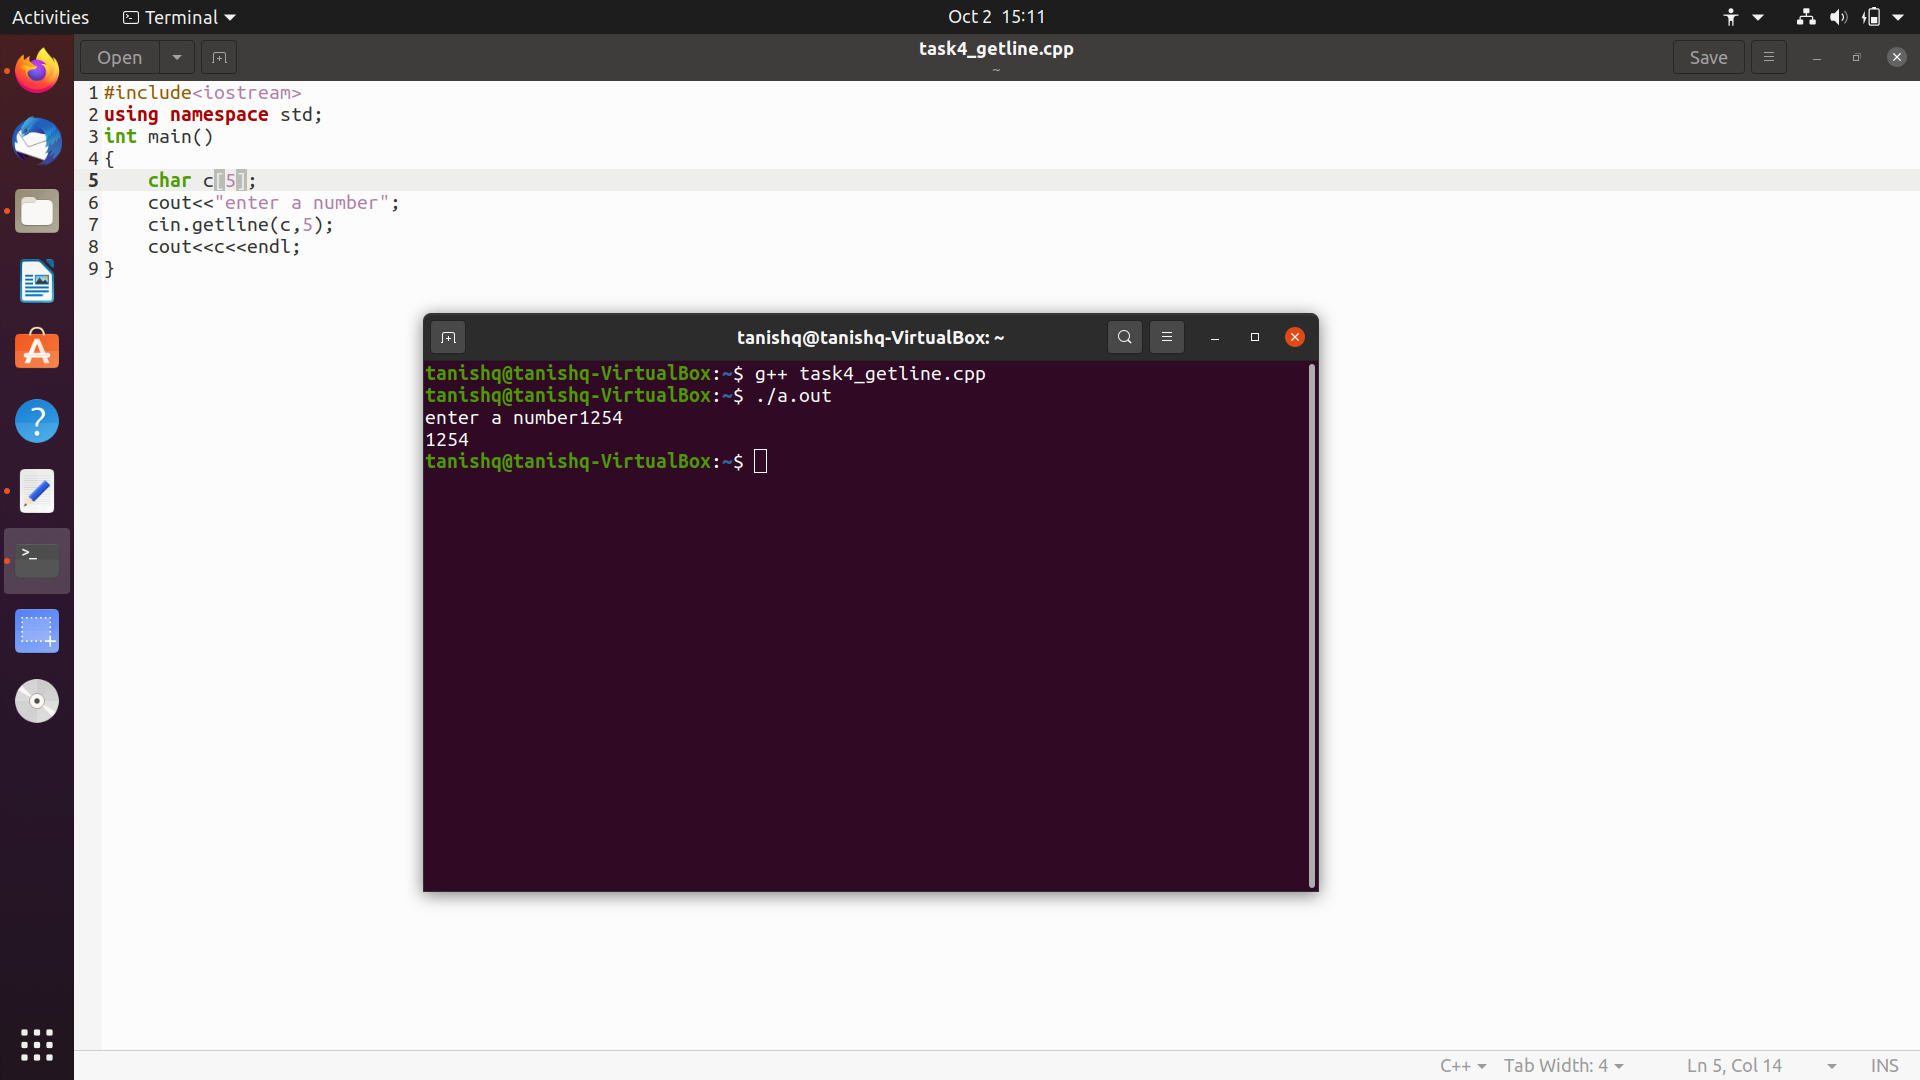 Activities
Terminal
Oct 2 15:11
Open
task4_getline.cpp
~
Save
1 #include<iostream>
2 using namespace std;
3 int main()
4 {
5     char c[5];
6     cout<<"enter a number";
7     cin.getline(c,5);
8     cout<<c<<endl;
9 }
tanishq@tanishq-VirtualBox: ~
tanishq@tanishq-VirtualBox:~$ g++ task4_getline.cpp
tanishq@tanishq-VirtualBox:~$ ./a.out
enter a number1254
1254
tanishq@tanishq-VirtualBox:~$
C++
Tab Width: 4
Ln 5, Col 14
INS